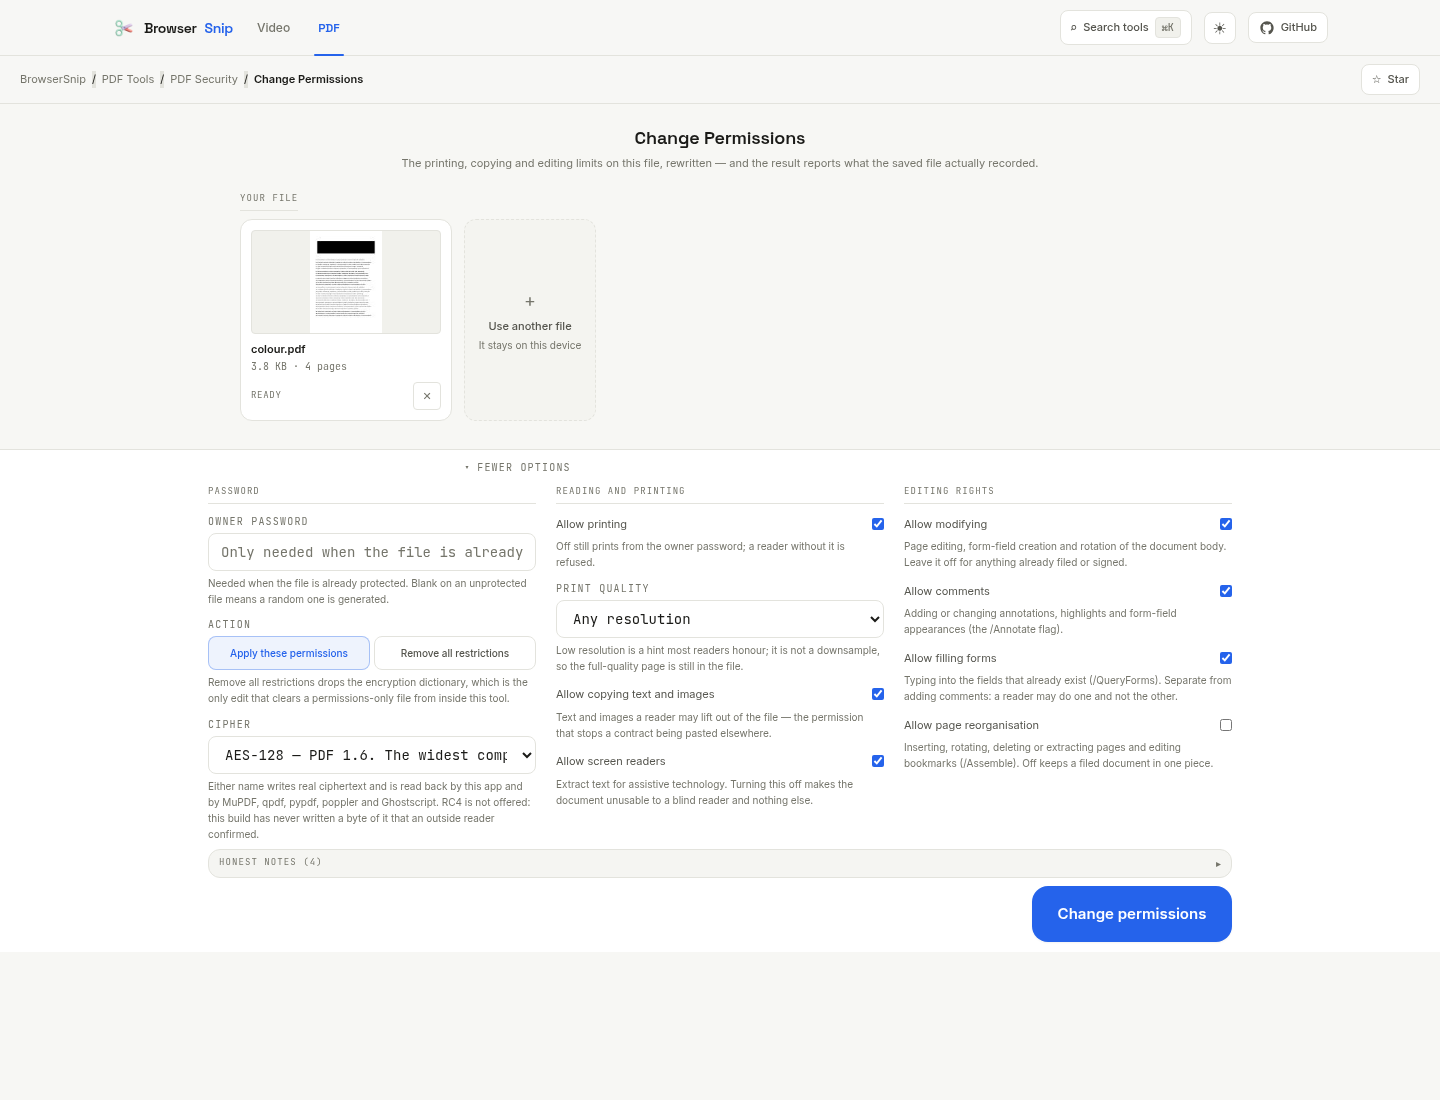 Browser Snip Video PDF
Search tools ⌘K GitHub
BrowserSnip / PDF Tools / PDF Security / Change Permissions
☆ Star
Change Permissions
The printing, copying and editing limits on this file, rewritten — and the result reports what the saved file actually recorded.
YOUR FILE
colour.pdf
3.8 KB · 4 pages
READY
×
+
Use another file
It stays on this device
▾ FEWER OPTIONS
PASSWORD
OWNER PASSWORD
Only needed when the file is already
Needed when the file is already protected. Blank on an unprotected
file means a random one is generated.
ACTION
Apply these permissions
Remove all restrictions
Remove all restrictions drops the encryption dictionary, which is the
only edit that clears a permissions-only file from inside this tool.
CIPHER
AES-128 — PDF 1.6. The widest comp
Either name writes real ciphertext and is read back by this app and
by MuPDF, qpdf, pypdf, poppler and Ghostscript. RC4 is not offered:
this build has never written a byte of it that an outside reader
confirmed.
READING AND PRINTING
Allow printing
Off still prints from the owner password; a reader without it is
refused.
PRINT QUALITY
Any resolution
Low resolution is a hint most readers honour; it is not a downsample,
so the full-quality page is still in the file.
Allow copying text and images
Text and images a reader may lift out of the file — the permission
that stops a contract being pasted elsewhere.
Allow screen readers
Extract text for assistive technology. Turning this off makes the
document unusable to a blind reader and nothing else.
EDITING RIGHTS
Allow modifying
Page editing, form-field creation and rotation of the document body.
Leave it off for anything already filed or signed.
Allow comments
Adding or changing annotations, highlights and form-field
appearances (the /Annotate flag).
Allow filling forms
Typing into the fields that already exist (/QueryForms). Separate from
adding comments: a reader may do one and not the other.
Allow page reorganisation
Inserting, rotating, deleting or extracting pages and editing
bookmarks (/Assemble). Off keeps a filed document in one piece.
HONEST NOTES (4)
Change permissions